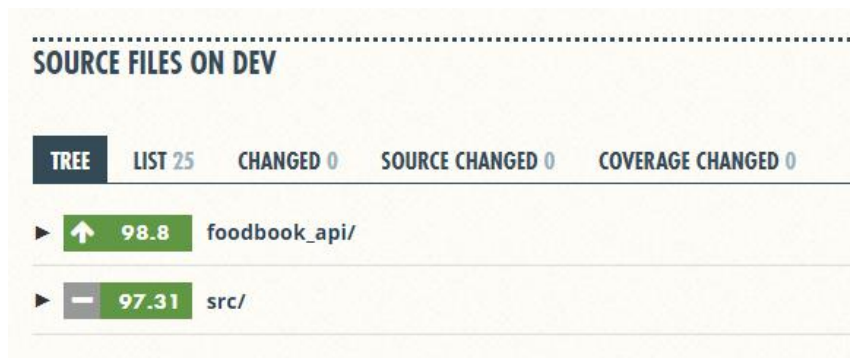 SOURCE FILES ON DEV
TREE LIST 25 CHANGED 0 SOURCE CHANGED 0 COVERAGE CHANGED 0
98.8 foodbook_api/
97.31 src/